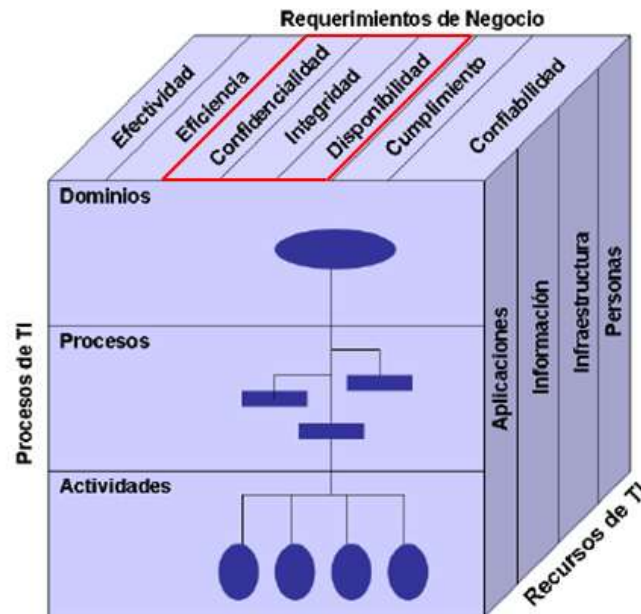 Requerimientos de Negocio
Efectividad
Eficiencia
Confidencialidad
Integridad
Disponibilidad
Cumplimiento
Confiabilidad
Procesos de TI
Dominios
Procesos
Actividades
Aplicaciones
Información
Infraestructura
Personas
Recursos de TI